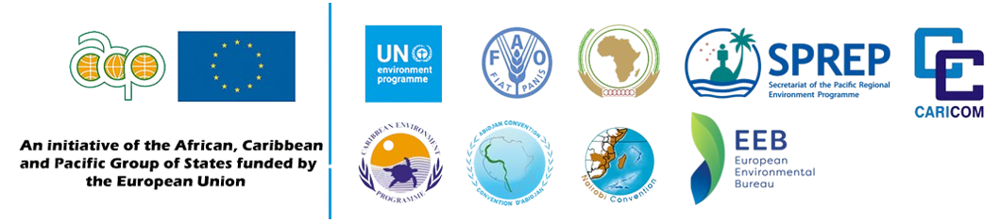 acp
An initiative of the African, Caribbean
and Pacific Group of States funded by
the European Union
UN
environment
programme
F A O
FIAT PANIS
SPREP
Secretariat of the Pacific Regional
Environment Programme
CC
CARICOM
CARIBBEAN ENVIRONMENT
PROGRAMME
ABIDJAN CONVENTION
CONVENTION D'ABIDJAN
Nairobi Convention
EEB
European
Environmental
Bureau